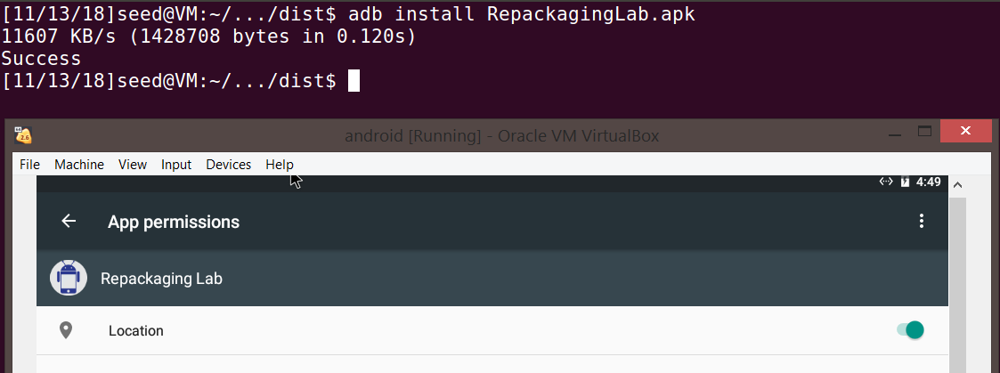 [11/13/18]seed@VM:~/.../dist$ adb install RepackagingLab.apk
11607 KB/s (1428708 bytes in 0.120s)
Success
[11/13/18]seed@VM:~/.../dist$
android [Running] - Oracle VM VirtualBox
File Machine View Input Devices Help
4:49
App permissions
Repackaging Lab
Location